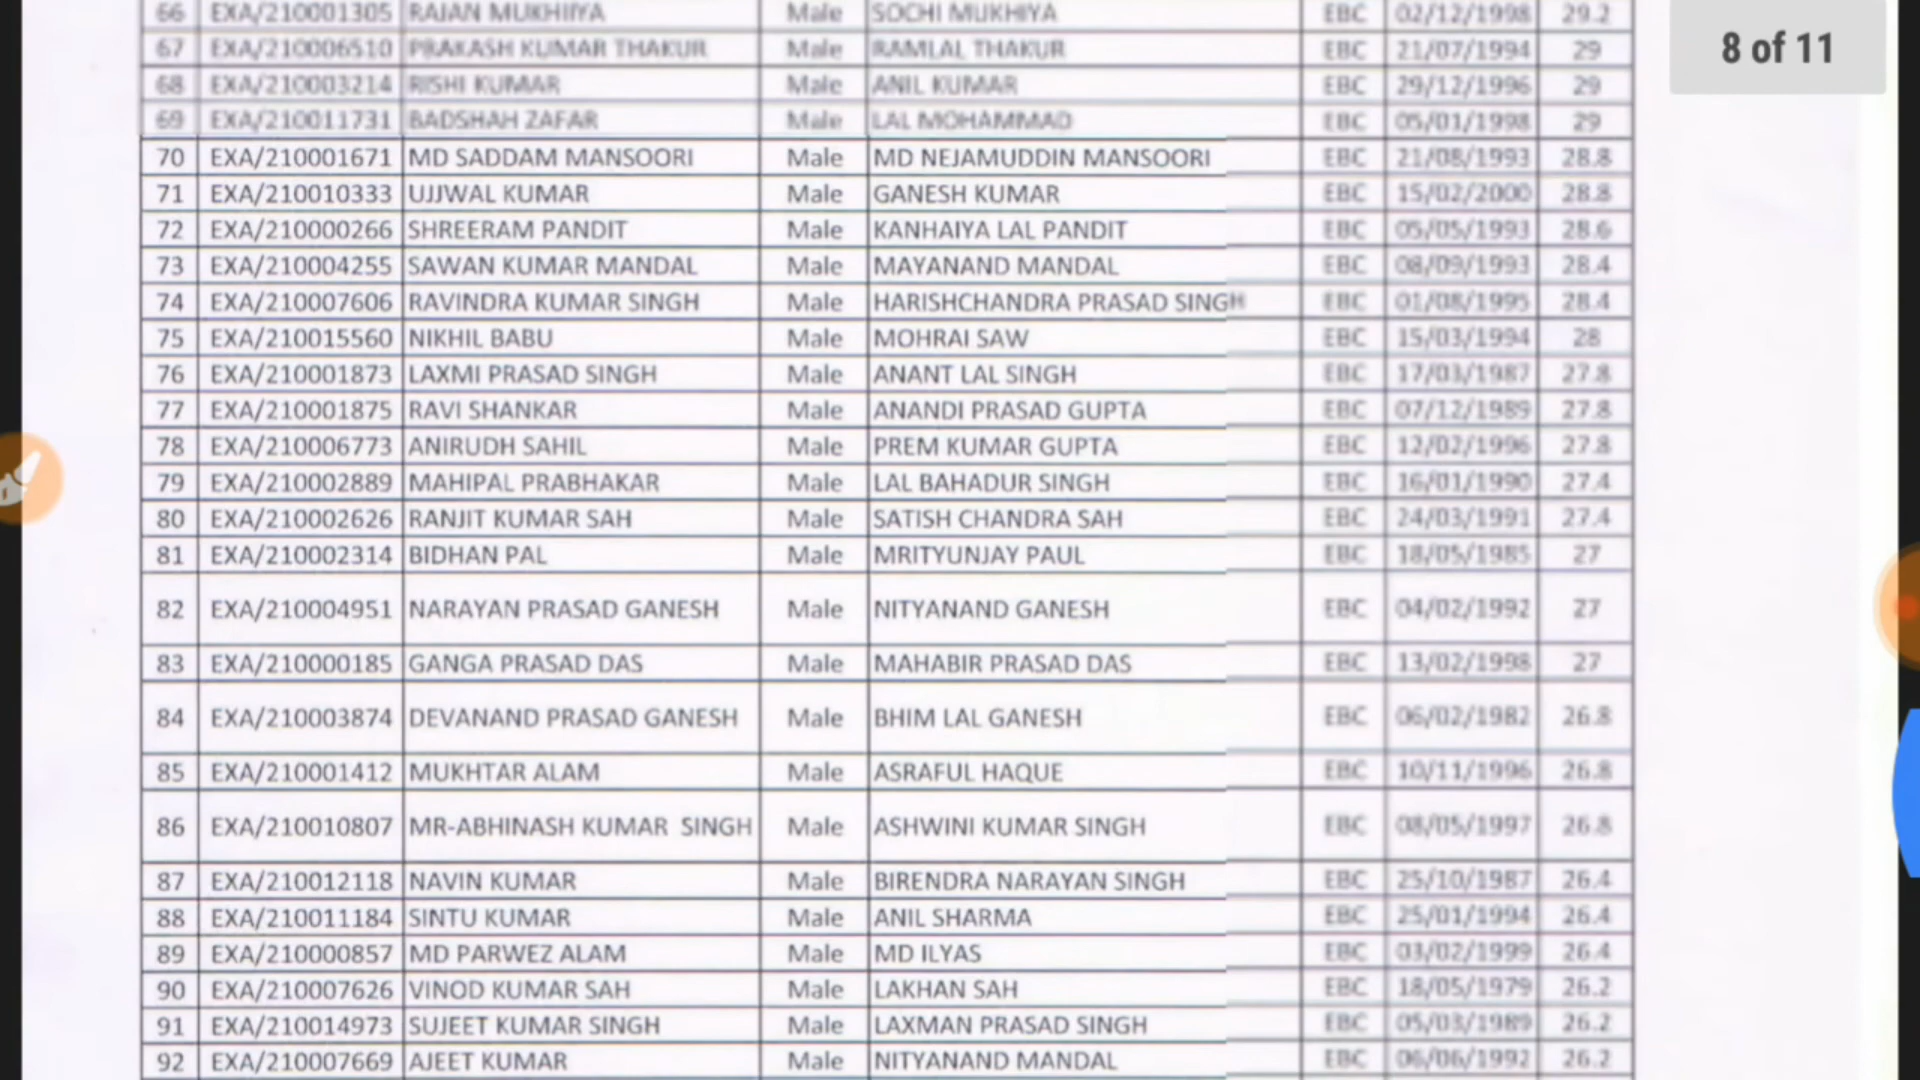 8 of 11
66 EXA/210001305 RAJAN MUKHIIYA Male SOCHI MUKHIYA EBC 02/12/1998 29.2
67 EXA/210006510 PRAKASH KUMAR THAKUR Male RAMLAL THAKUR EBC 21/07/1994 29
68 EXA/210003214 RISHI KUMAR Male ANIL KUMAR EBC 29/12/1996 29
69 EXA/210011731 BADSHAH ZAFAR Male LAL MOHAMMAD EBC 05/01/1998 29
70 EXA/210001671 MD SADDAM MANSOORI Male MD NEJAMUDDIN MANSOORI EBC 21/08/1993 28.8
71 EXA/210010333 UJJWAL KUMAR Male GANESH KUMAR EBC 15/02/2000 28.8
72 EXA/210000266 SHREERAM PANDIT Male KANHAIYA LAL PANDIT EBC 05/05/1993 28.6
73 EXA/210004255 SAWAN KUMAR MANDAL Male MAYANAND MANDAL EBC 08/09/1993 28.4
74 EXA/210007606 RAVINDRA KUMAR SINGH Male HARISHCHANDRA PRASAD SINGH EBC 01/08/1995 28.4
75 EXA/210015560 NIKHIL BABU Male MOHRAI SAW EBC 15/03/1994 28
76 EXA/210001873 LAXMI PRASAD SINGH Male ANANT LAL SINGH EBC 17/03/1987 27.8
77 EXA/210001875 RAVI SHANKAR Male ANANDI PRASAD GUPTA EBC 07/12/1989 27.8
78 EXA/210006773 ANIRUDH SAHIL Male PREM KUMAR GUPTA EBC 12/02/1996 27.8
79 EXA/210002889 MAHIPAL PRABHAKAR Male LAL BAHADUR SINGH EBC 16/01/1990 27.4
80 EXA/210002626 RANJIT KUMAR SAH Male SATISH CHANDRA SAH EBC 24/03/1991 27.4
81 EXA/210002314 BIDHAN PAL Male MRITYUNJAY PAUL EBC 18/05/1985 27
82 EXA/210004951 NARAYAN PRASAD GANESH Male NITYANAND GANESH EBC 04/02/1992 27
83 EXA/210000185 GANGA PRASAD DAS Male MAHABIR PRASAD DAS EBC 13/02/1998 27
84 EXA/210003874 DEVANAND PRASAD GANESH Male BHIM LAL GANESH EBC 06/02/1982 26.8
85 EXA/210001412 MUKHTAR ALAM Male ASRAFUL HAQUE EBC 10/11/1996 26.8
86 EXA/210010807 MR-ABHINASH KUMAR SINGH Male ASHWINI KUMAR SINGH EBC 08/05/1997 26.8
87 EXA/210012118 NAVIN KUMAR Male BIRENDRA NARAYAN SINGH EBC 25/10/1987 26.4
88 EXA/210011184 SINTU KUMAR Male ANIL SHARMA EBC 25/01/1994 26.4
89 EXA/210000857 MD PARWEZ ALAM Male MD ILYAS EBC 03/02/1999 26.4
90 EXA/210007626 VINOD KUMAR SAH Male LAKHAN SAH EBC 18/05/1979 26.2
91 EXA/210014973 SUJEET KUMAR SINGH Male LAXMAN PRASAD SINGH EBC 05/03/1989 26.2
92 EXA/210007669 AJEET KUMAR Male NITYANAND MANDAL EBC 06/06/1992 26.2